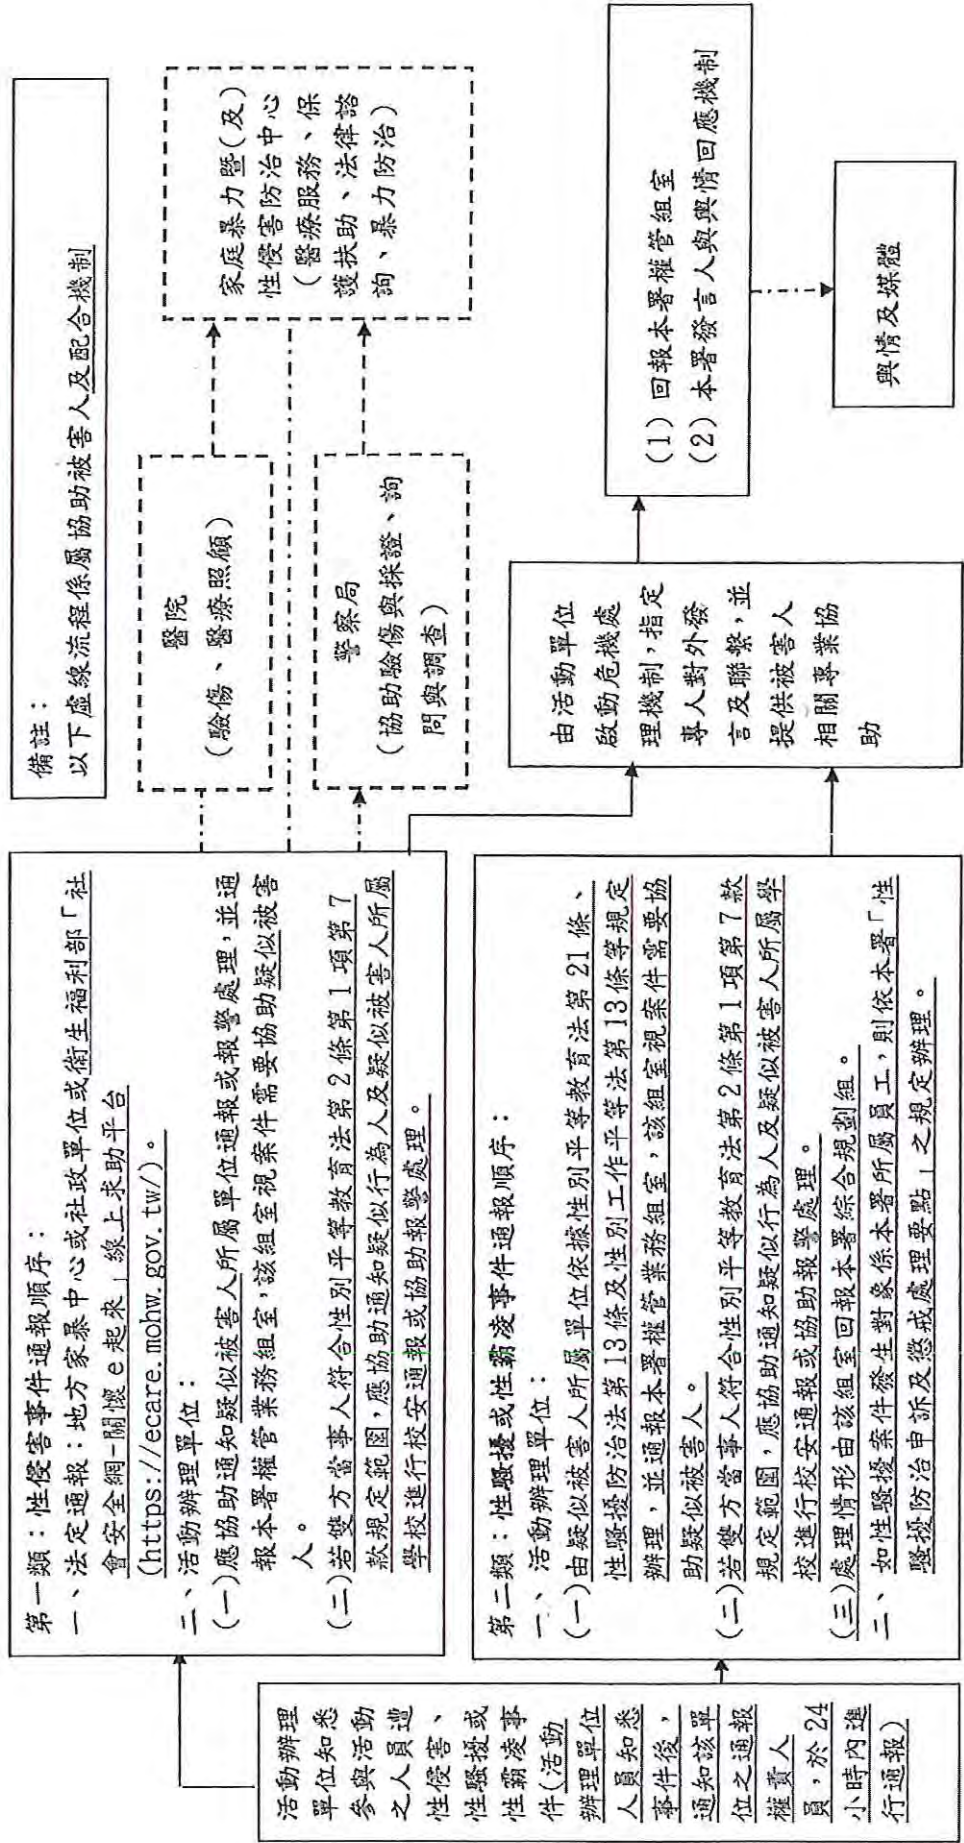 備註：
以下虛線流程係屬協助被害人及配合機制
活動辦理
單位知悉
參與活動
之人員遭
性侵害、
性騷擾或
性霸凌事
件(活動
辦理單位
人員知悉
事件後，
通知該單
位之通報
權責人
員，於 24
小時內進
行通報)
第一類：性侵害事件通報順序：
一、法定通報：地方家暴中心或社政單位或衛生福利部「社
會安全網-關懷 e 起來」線上求助平台
(https://ecare.mohw.gov.tw/)。
二、活動辦理單位：
(一)應協助通知疑似被害人所屬單位通報或報警處理，並通
報本署權管業務組室，該組室視案件需要協助疑似被害
人。
(二)若雙方當事人符合性別平等教育法第 2 條第 1 項第 7
款規定範圍，應協助通知疑似行為人及疑似被害人所屬
學校進行校安通報或協助報警處理。
第二類：性騷擾或性霸凌事件通報順序：
一、活動辦理單位：
(一)由疑似被害人所屬單位依據性別平等教育法第 21 條、
性騷擾防治法第 13 條及性別工作平等法第 13 條等規定
辦理，並通報本署權管業務組室，該組室視案件需要協
助疑似被害人。
(二)若雙方當事人符合性別平等教育法第 2 條第 1 項第 7 款
規定範圍，應協助通知疑似行為人及疑似被害人所屬學
校進行校安通報或協助報警處理。
(三)處理情形由該組室回報本署綜合規劃組。
二、如性騷擾案件發生對象係本署所屬員工，則依本署「性
騷擾防治申訴及懲戒處理要點」之規定辦理。
醫院
(驗傷、醫療照顧)
警察局
(協助驗傷與採證、詢
問與調查)
家庭暴力暨(及)
性侵害防治中心
(醫療服務、保
護扶助、法律諮
詢、暴力防治)
由活動單位
啟動危機處
理機制，指定
專人對外發
言及聯繫，並
提供被害人
相關專業協
助
(1) 回報本署權管組室
(2) 本署發言人與輿情回應機制
輿情及媒體